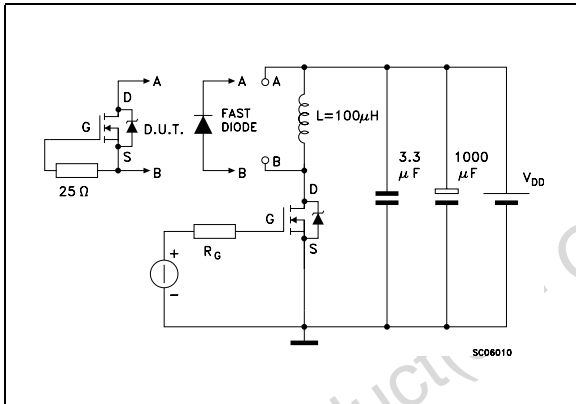 A
A
A
D
G
D.U.T.
FAST
DIODE
L=100μH
S
B
B
B
25 Ω
3.3
μF
1000
μF
V_DD
D
G
S
R_G
+
−
SC06010